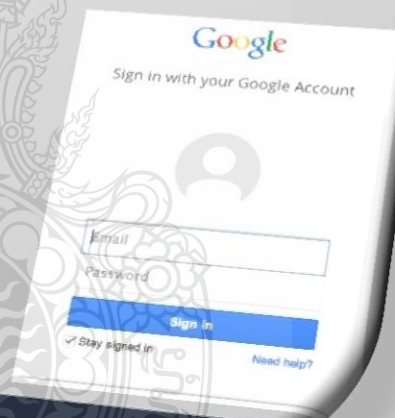 Google
Sign in with your Google Account
Email
Password
Sign in
Stay signed in
Need help?